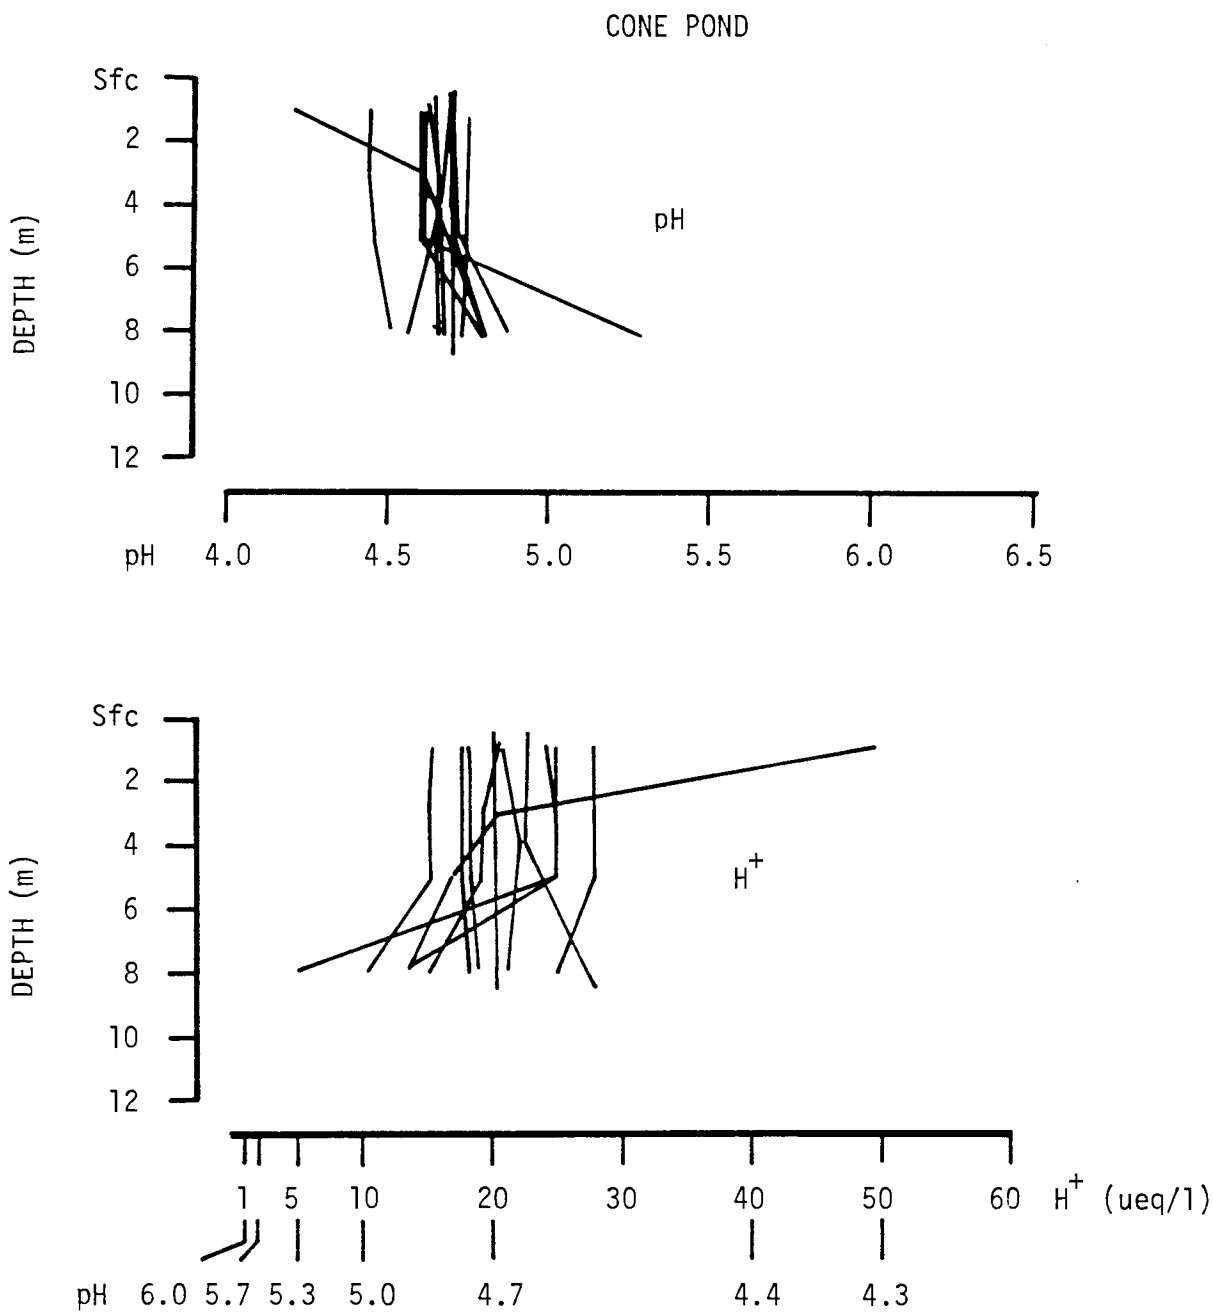 CONE POND
Sfc
2
4
6
8
10
12
DEPTH (m)
pH
pH 4.0 4.5 5.0 5.5 6.0 6.5
Sfc
2
4
6
8
10
12
DEPTH (m)
H+
1 5 10 20 30 40 50 60 H+ (ueq/l)
pH 6.0 5.7 5.3 5.0 4.7 4.4 4.3